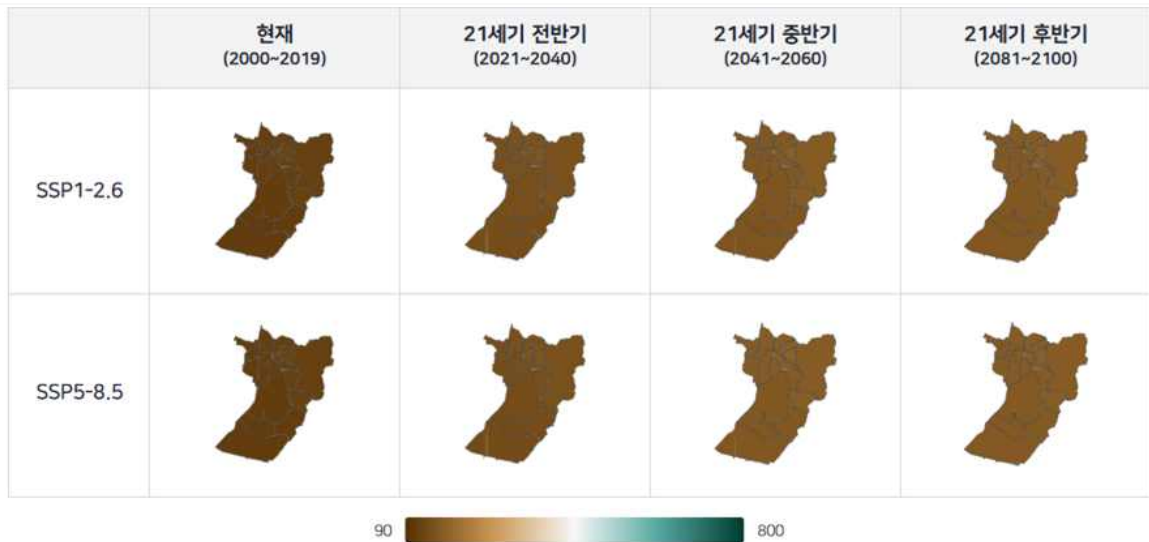 현재
(2000~2019)
21세기 전반기
(2021~2040)
21세기 중반기
(2041~2060)
21세기 후반기
(2081~2100)
SSP1-2.6
SSP5-8.5
90
800